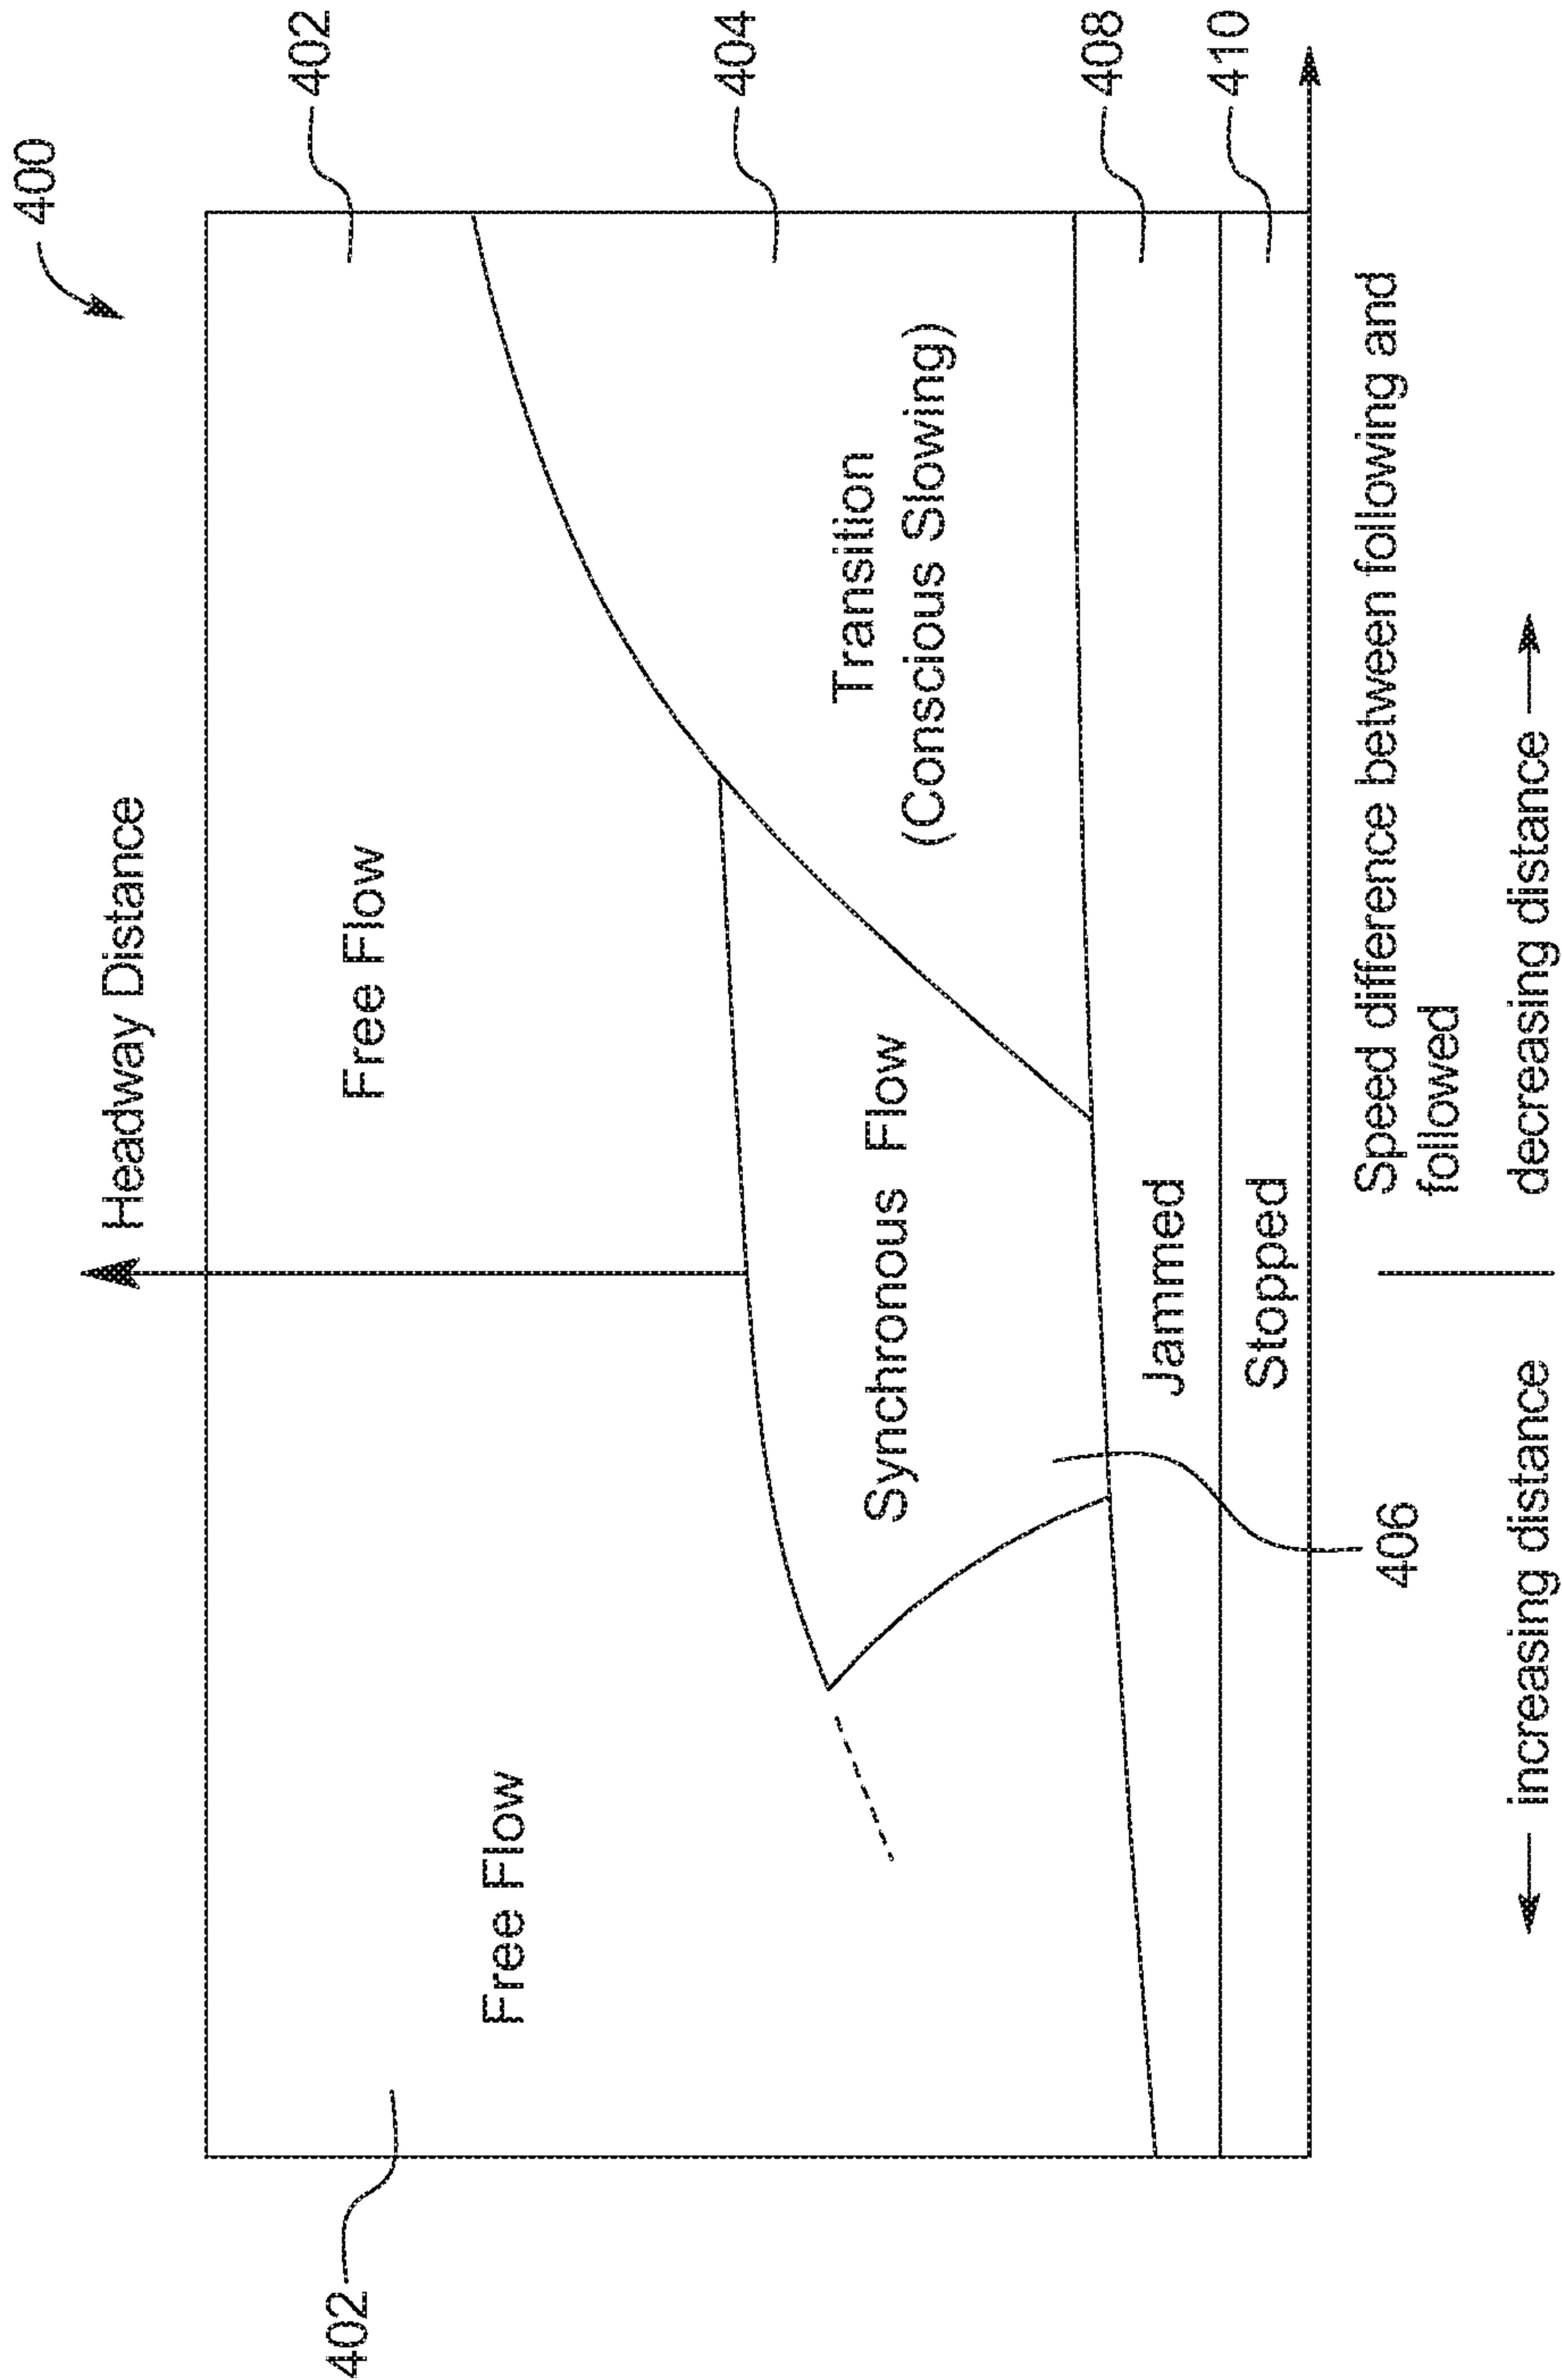 400
Headway Distance
402
402
Free Flow
Free Flow
404
Transition
(Conscious Slowing)
Synchronous Flow
408
Jammed
410
Stopped
406
Speed difference between following and
followed
increasing distance
decreasing distance